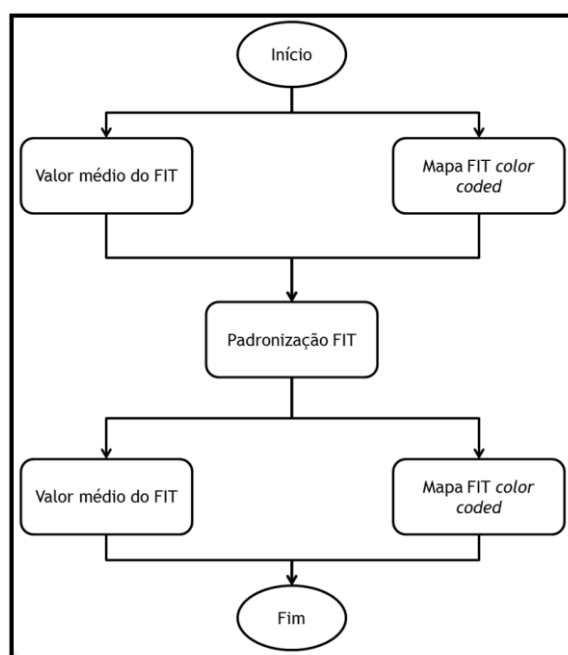 Início
Valor médio do FIT
Mapa FIT color
coded
Padronização FIT
Valor médio do FIT
Mapa FIT color
coded
Fim